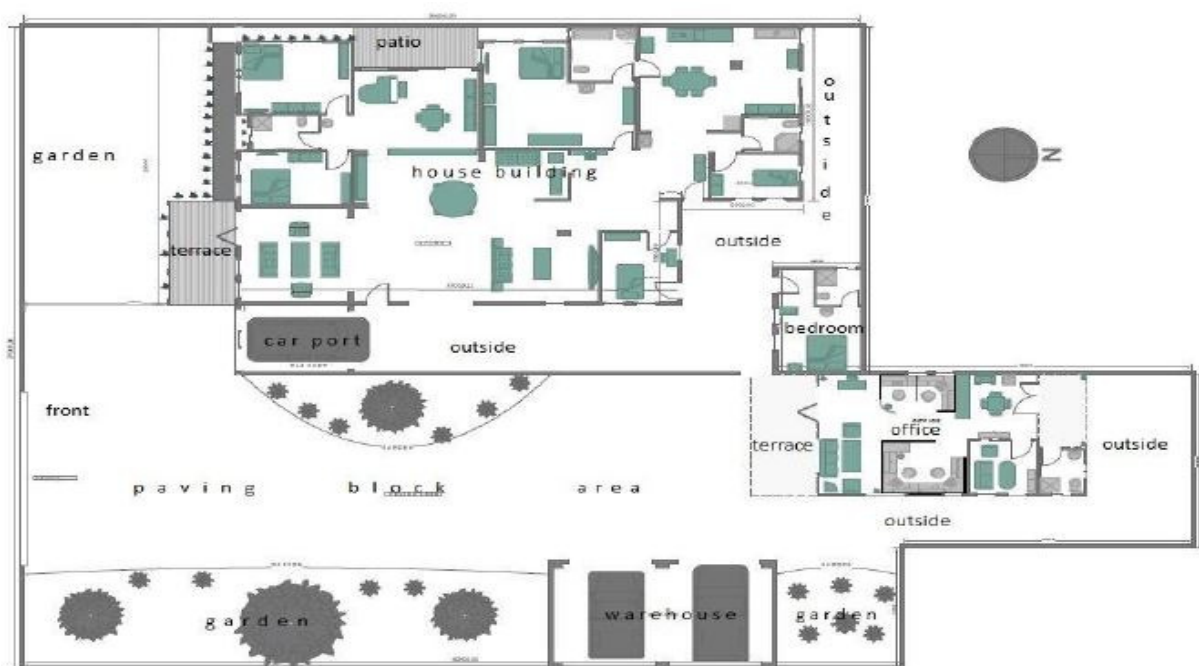 patio
garden
outside
house building
N
terrace
outside
bedroom
car port
outside
front
terrace
office
outside
paving block area
outside
garden
warehouse
garden